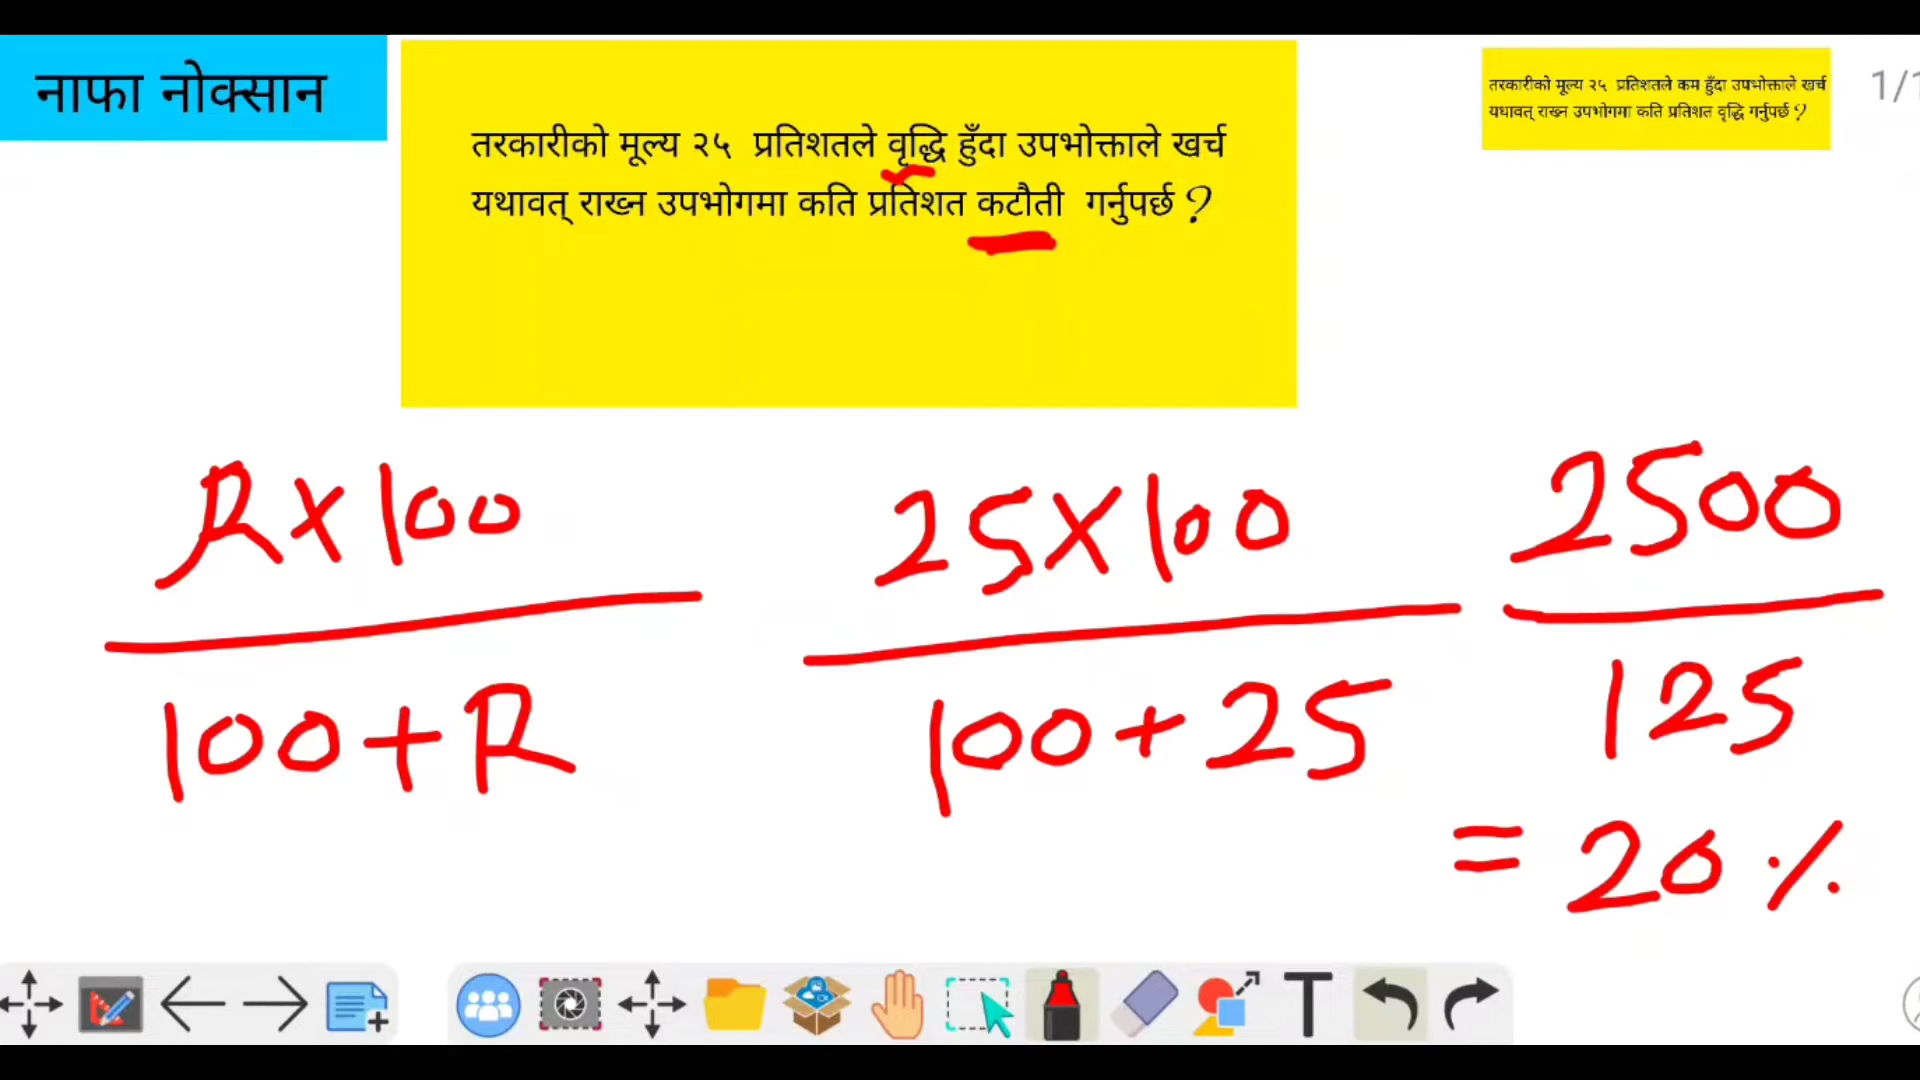 नाफा नोक्सान
तरकारीको मूल्य २५ प्रतिशतले वृद्धि हुँदा उपभोक्ताले खर्च
यथावत् राख्न उपभोगमा कति प्रतिशत कटौती गर्नुपर्छ ?
तरकारीको मूल्य २५ प्रतिशतले कम हुँदा उपभोक्ताले खर्च
यथावत् राख्न उपभोगमा कति प्रतिशत वृद्धि गर्नुपर्छ ?
1/1
R×100
100+R
25×100
100+25
2500
125
= 20%
T